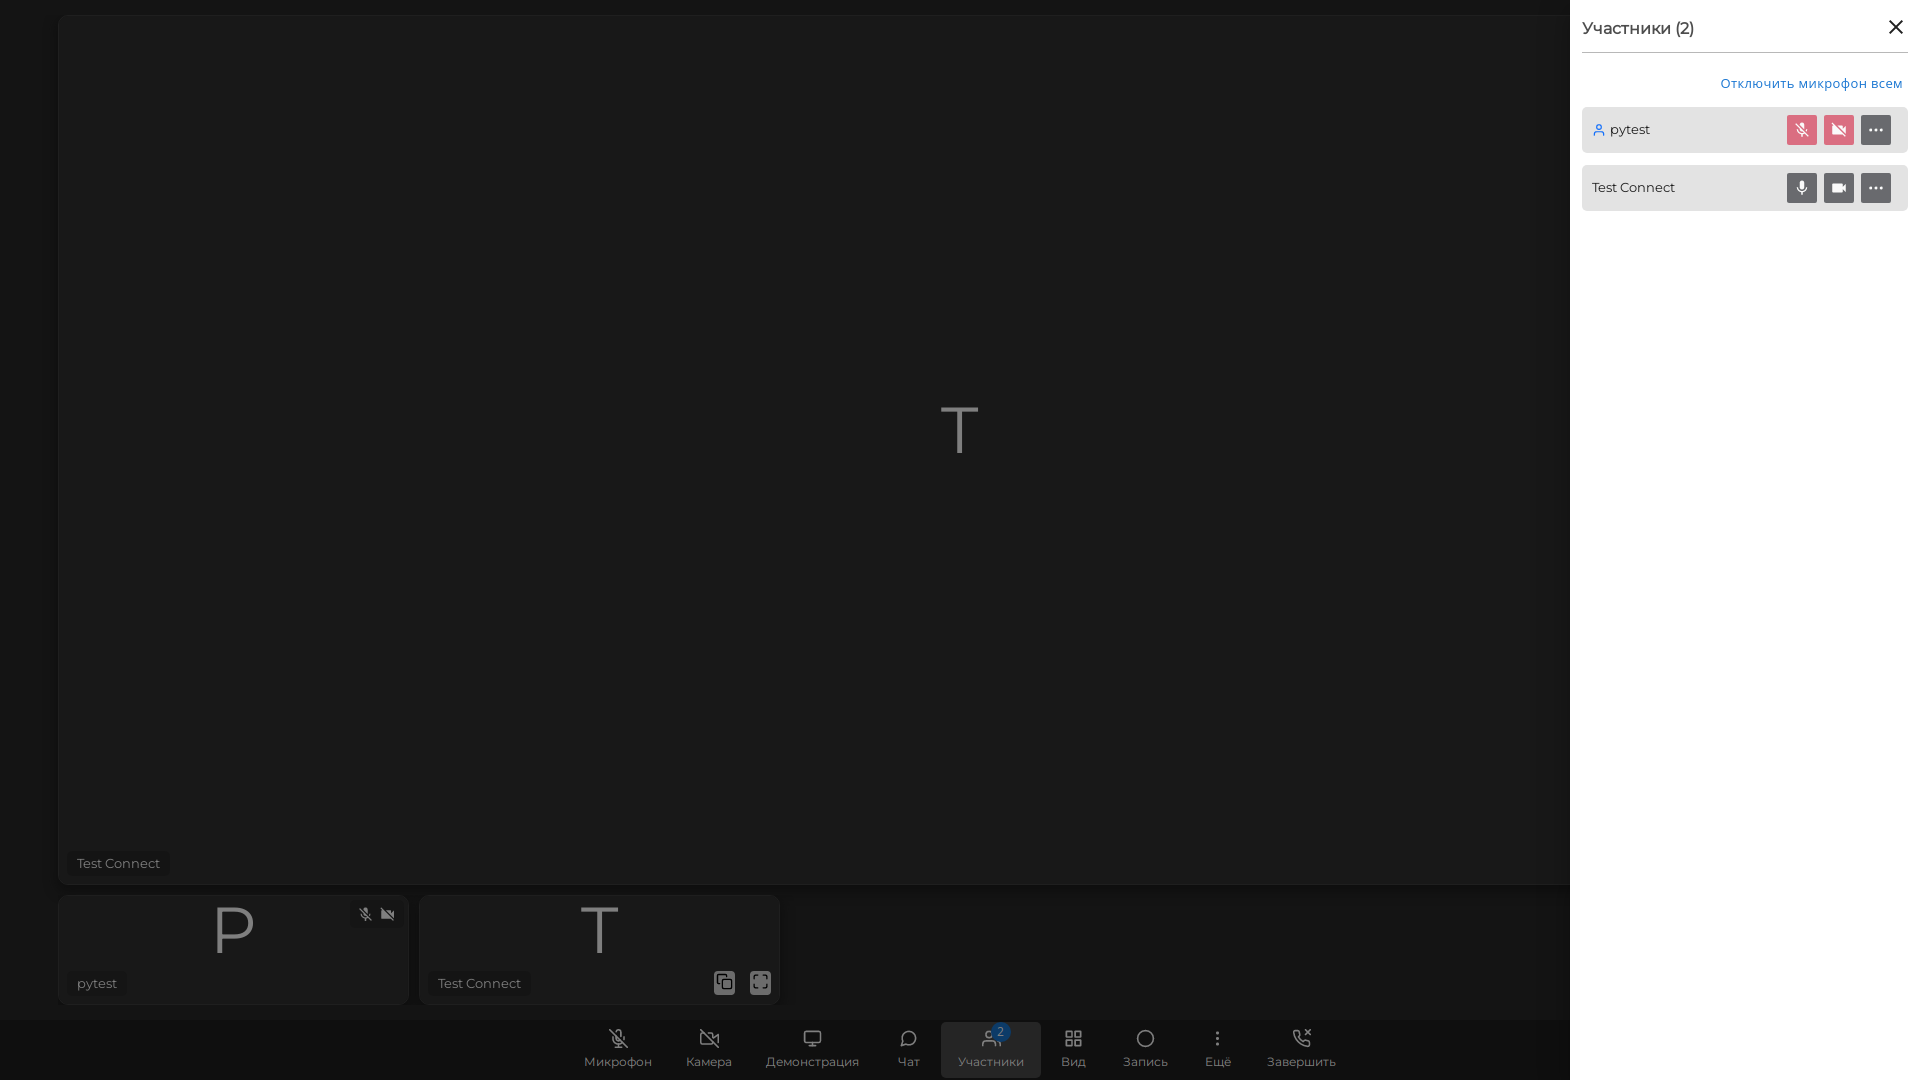 Участники (2)
Отключить микрофон всем
pytest
Test Connect
T
Test Connect
P
pytest
T
Test Connect
Микрофон
Камера
Демонстрация
Чат
2
Участники
Вид
Запись
Ещё
Завершить